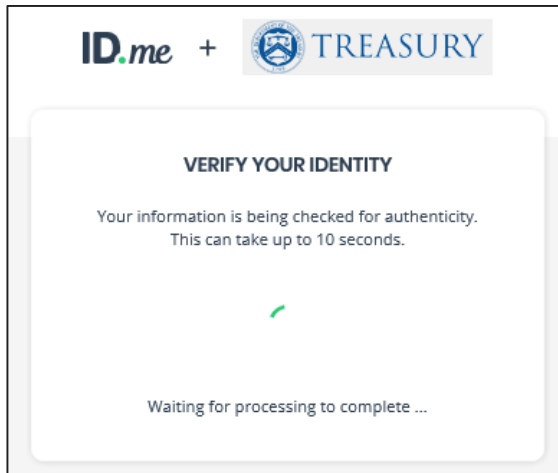 ID.me + TREASURY
VERIFY YOUR IDENTITY
Your information is being checked for authenticity.
This can take up to 10 seconds.
Waiting for processing to complete ...